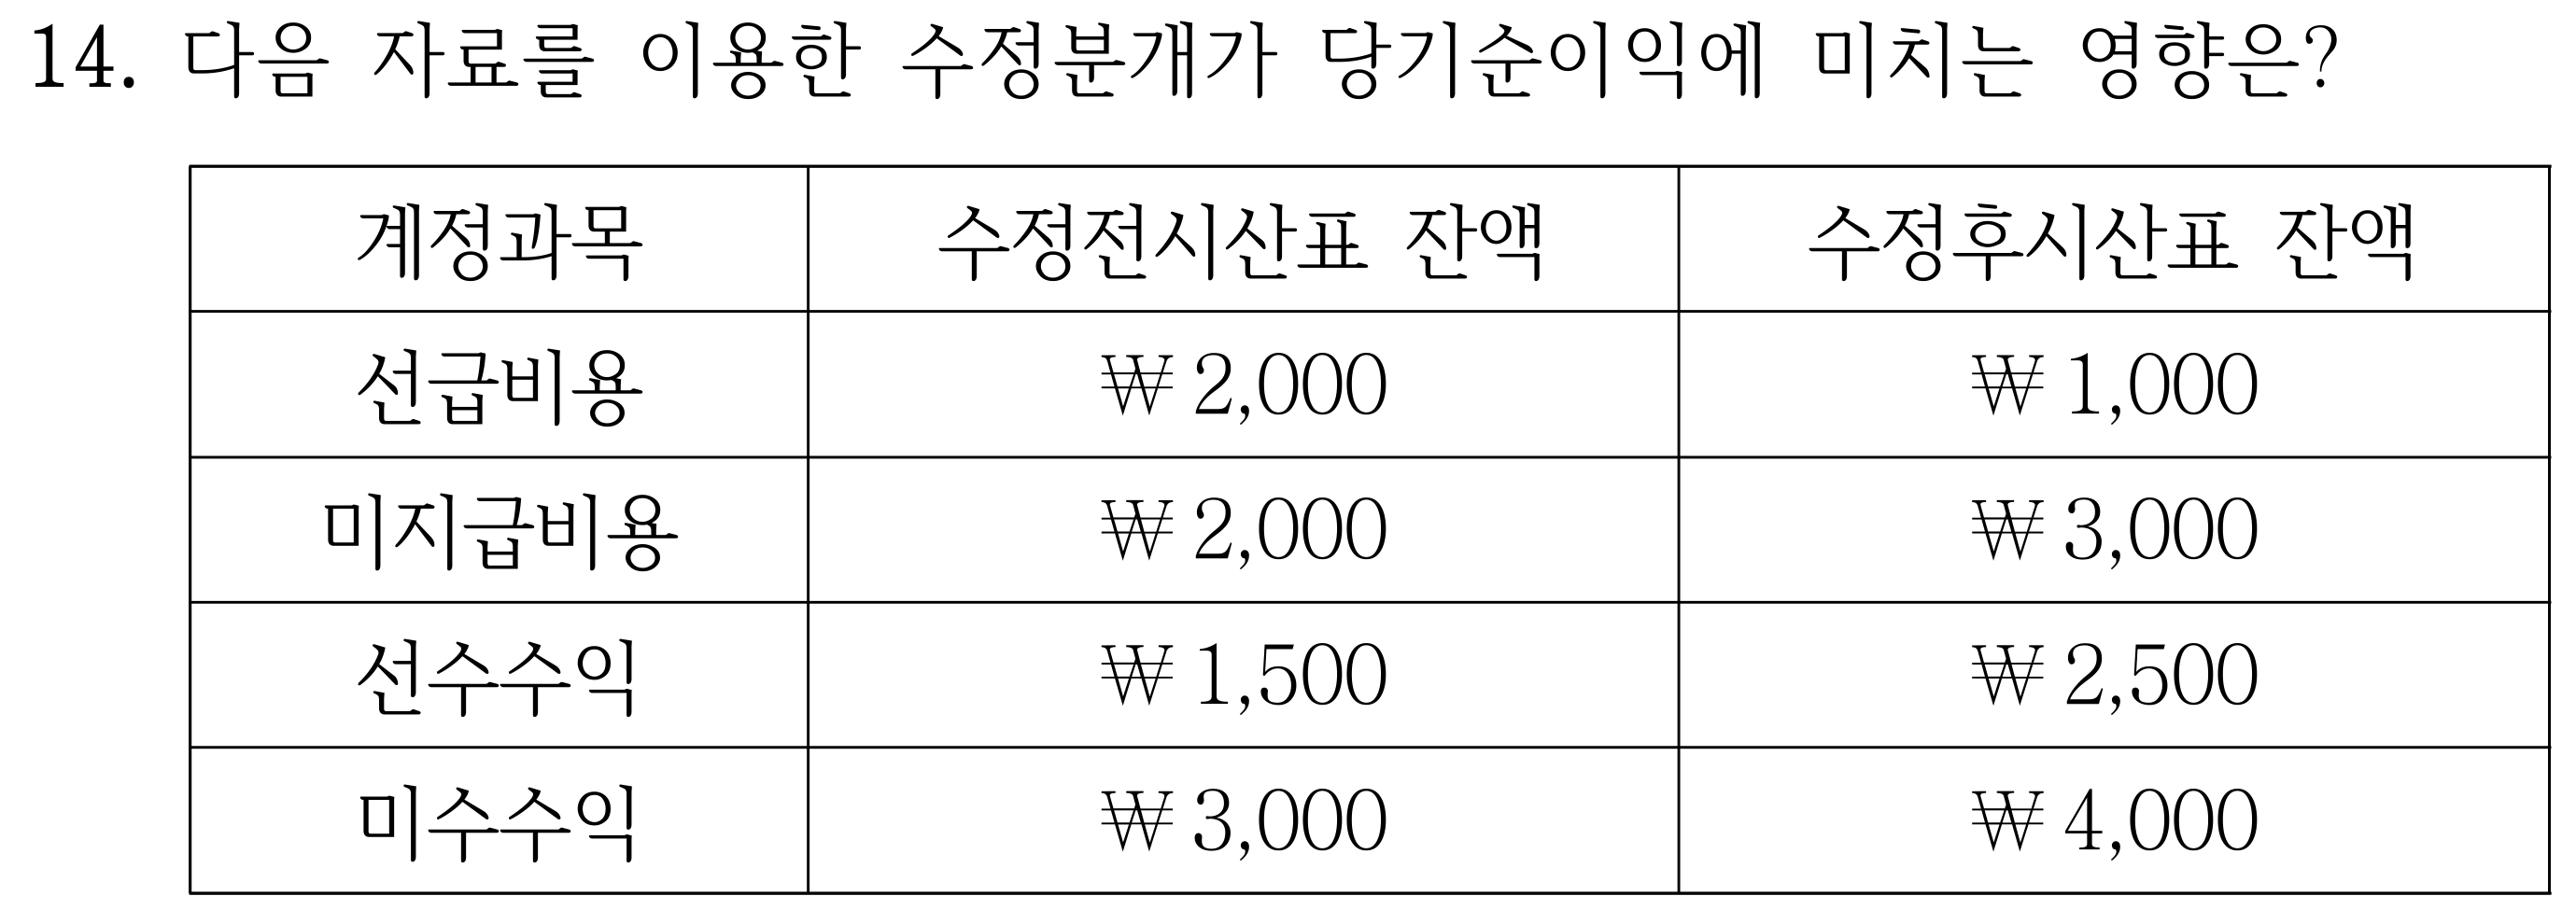 14. 다음 자료를 이용한 수정분개가 당기순이익에 미치는 영향은?
계정과목 수정전시산표 잔액 수정후시산표 잔액
선급비용 ₩ 2,000 ₩ 1,000
미지급비용 ₩ 2,000 ₩ 3,000
선수수익 ₩ 1,500 ₩ 2,500
미수수익 ₩ 3,000 ₩ 4,000